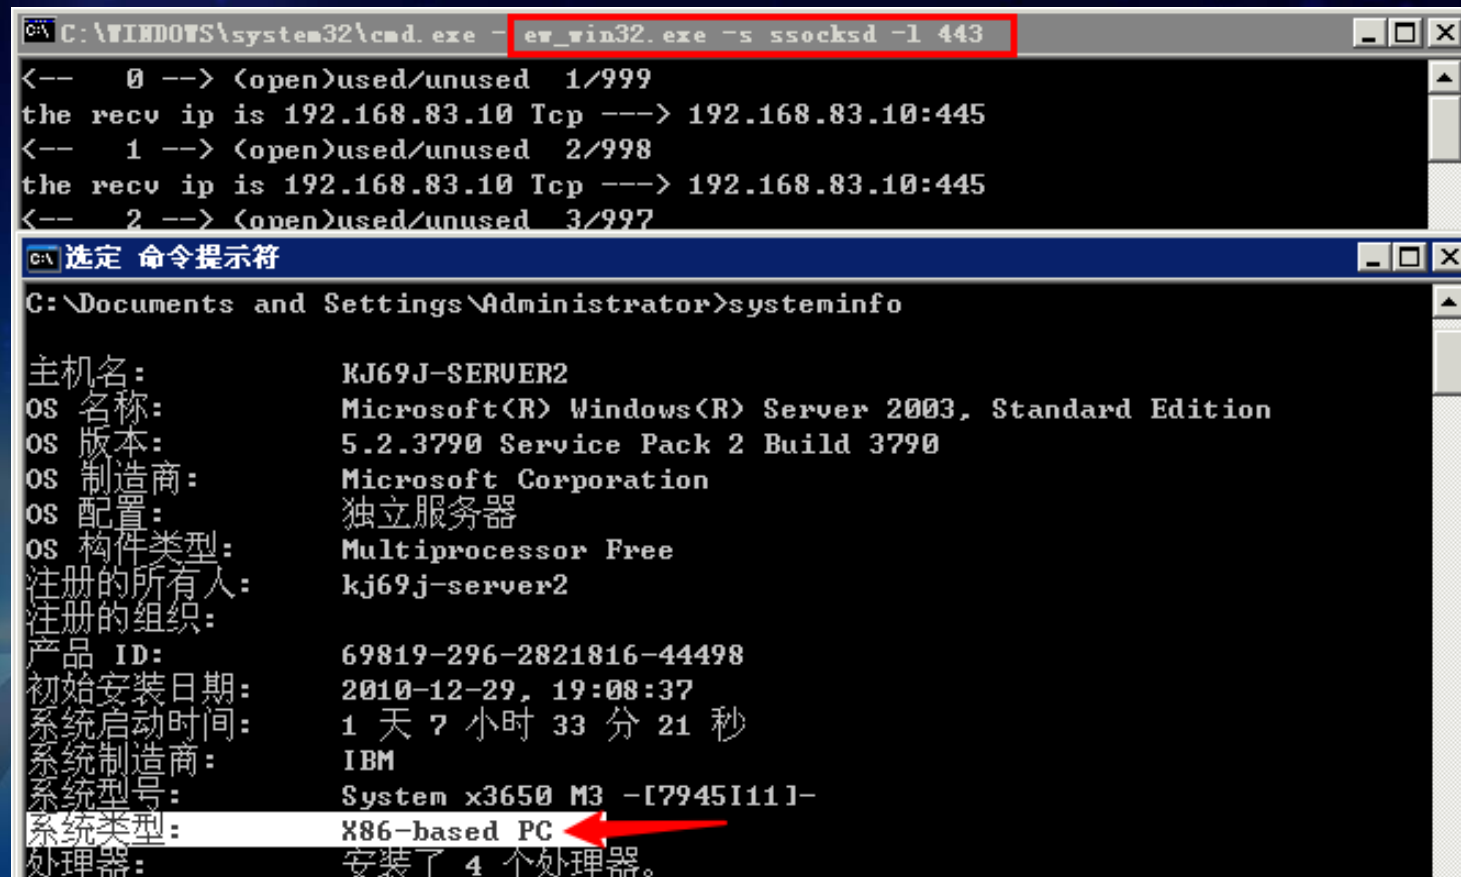 C:\WINDOWS\system32\cmd.exe - ew_win32.exe -s ssocksd -l 443
<--   0 --> (open)used/unused  1/999
the recv ip is 192.168.83.10 Tcp ---> 192.168.83.10:445
<--   1 --> (open)used/unused  2/998
the recv ip is 192.168.83.10 Tcp ---> 192.168.83.10:445
<--   2 --> (open)used/unused  3/997
选定 命令提示符
C:\Documents and Settings\Administrator>systeminfo
主机名: KJ69J-SERVER2
OS 名称: Microsoft(R) Windows(R) Server 2003, Standard Edition
OS 版本: 5.2.3790 Service Pack 2 Build 3790
OS 制造商: Microsoft Corporation
OS 配置: 独立服务器
OS 构件类型: Multiprocessor Free
注册的所有人: kj69j-server2
注册的组织:
产品 ID: 69819-296-2821816-44498
初始安装日期: 2010-12-29, 19:08:37
系统启动时间: 1 天 7 小时 33 分 21 秒
系统制造商: IBM
系统型号: System x3650 M3 -[7945I11]-
系统类型: X86-based PC
处理器: 安装了 4 个处理器。